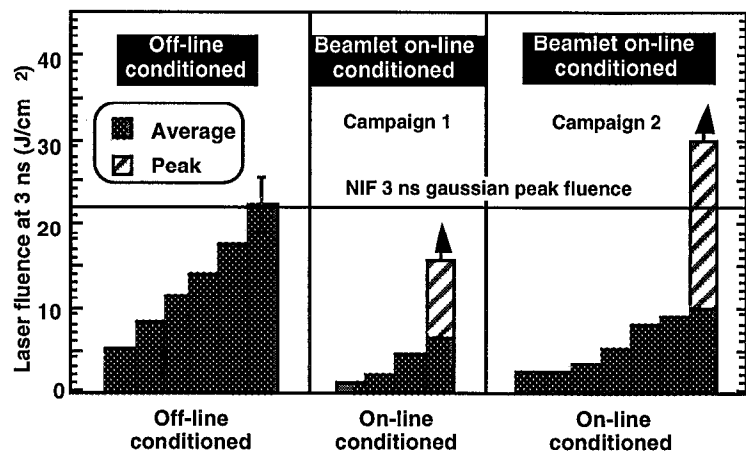 Laser fluence at 3 ns (J/cm 2)
40
30
20
10
0
Off-line
conditioned
Average
Peak
Beamlet on-line
conditioned
Campaign 1
Beamlet on-line
conditioned
Campaign 2
NIF 3 ns gaussian peak fluence
Off-line
conditioned
On-line
conditioned
On-line
conditioned